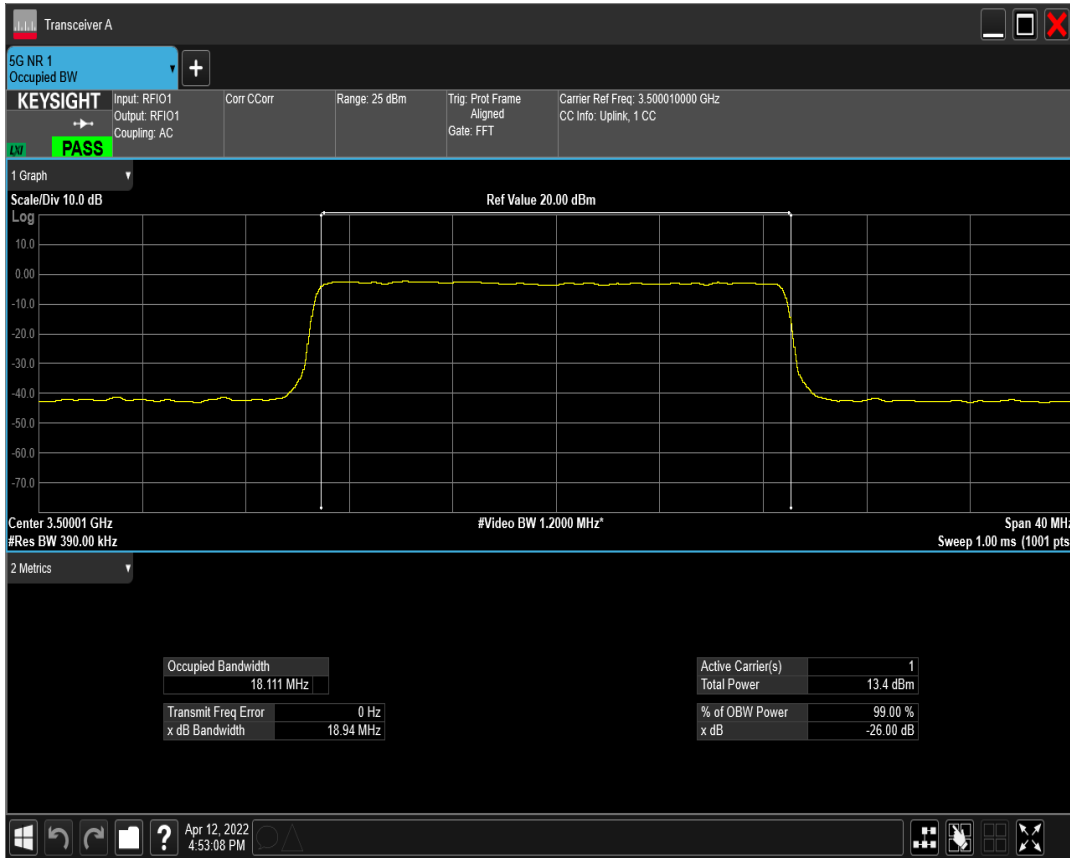 Transceiver A
5G NR 1
Occupied BW
+
KEYSIGHT
LXI
PASS
Input: RFIO1
Output: RFIO1
Coupling: AC
Corr CCorr
Range: 25 dBm
Trig: Prot Frame
Aligned
Gate: FFT
Carrier Ref Freq: 3.500010000 GHz
CC Info: Uplink, 1 CC
1 Graph
Scale/Div 10.0 dB
Ref Value 20.00 dBm
Log
10.0
0.00
-10.0
-20.0
-30.0
-40.0
-50.0
-60.0
-70.0
Center 3.50001 GHz
#Video BW 1.2000 MHz*
Span 40 MHz
#Res BW 390.00 kHz
Sweep 1.00 ms (1001 pts
2 Metrics
Occupied Bandwidth
18.111 MHz
Transmit Freq Error 0 Hz
x dB Bandwidth 18.94 MHz
Active Carrier(s) 1
Total Power 13.4 dBm
% of OBW Power 99.00 %
x dB -26.00 dB
?
Apr 12, 2022
4:53:08 PM